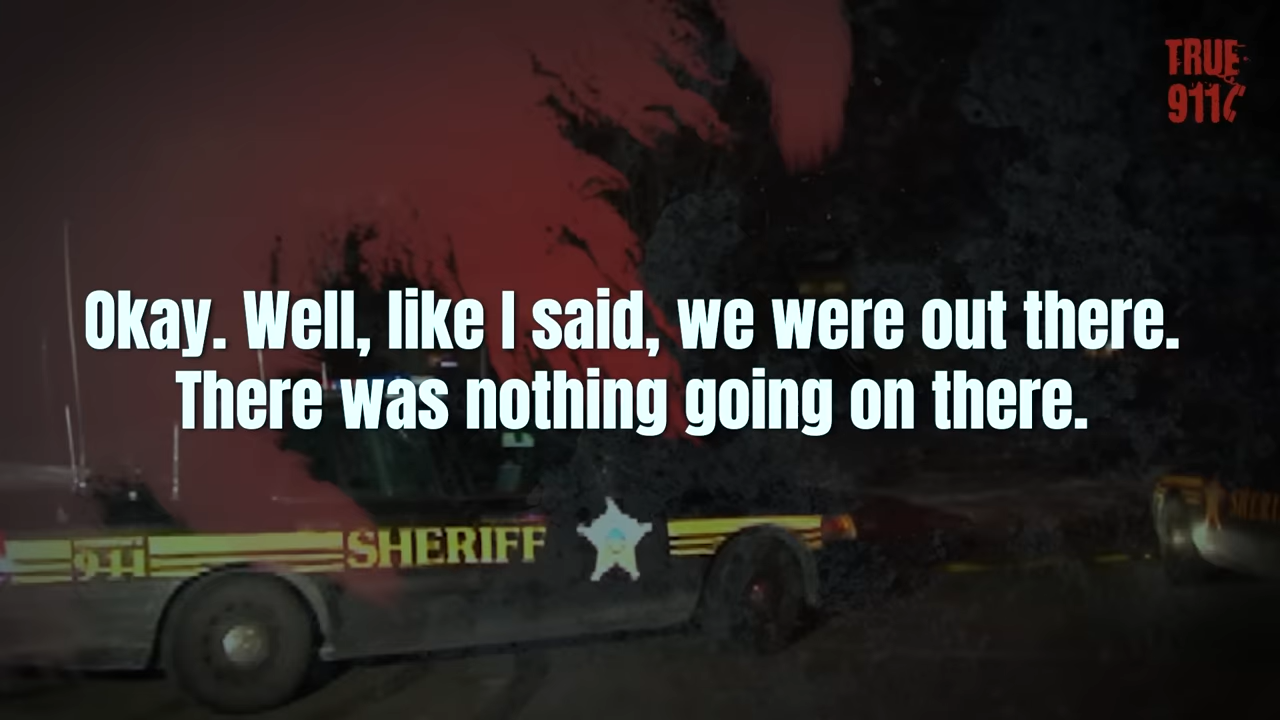 TRUE
911
Okay. Well, like I said, we were out there.
There was nothing going on there.
911
SHERIFF